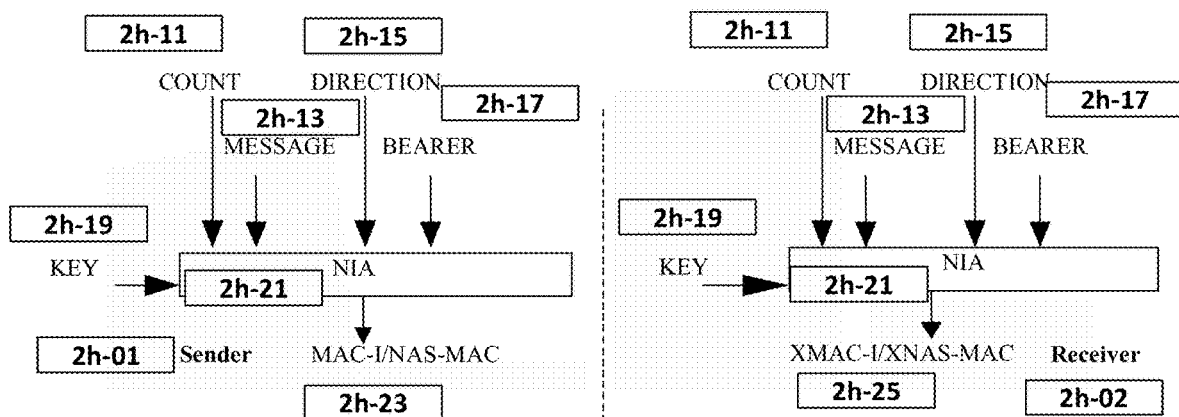 2h-11 2h-15
COUNT DIRECTION
2h-17
2h-13
MESSAGE BEARER
2h-19
KEY NIA
2h-21
2h-01 Sender MAC-I/NAS-MAC
2h-23
2h-11 2h-15
COUNT DIRECTION
2h-17
2h-13
MESSAGE BEARER
2h-19
KEY NIA
2h-21
XMAC-I/XNAS-MAC Receiver
2h-25 2h-02